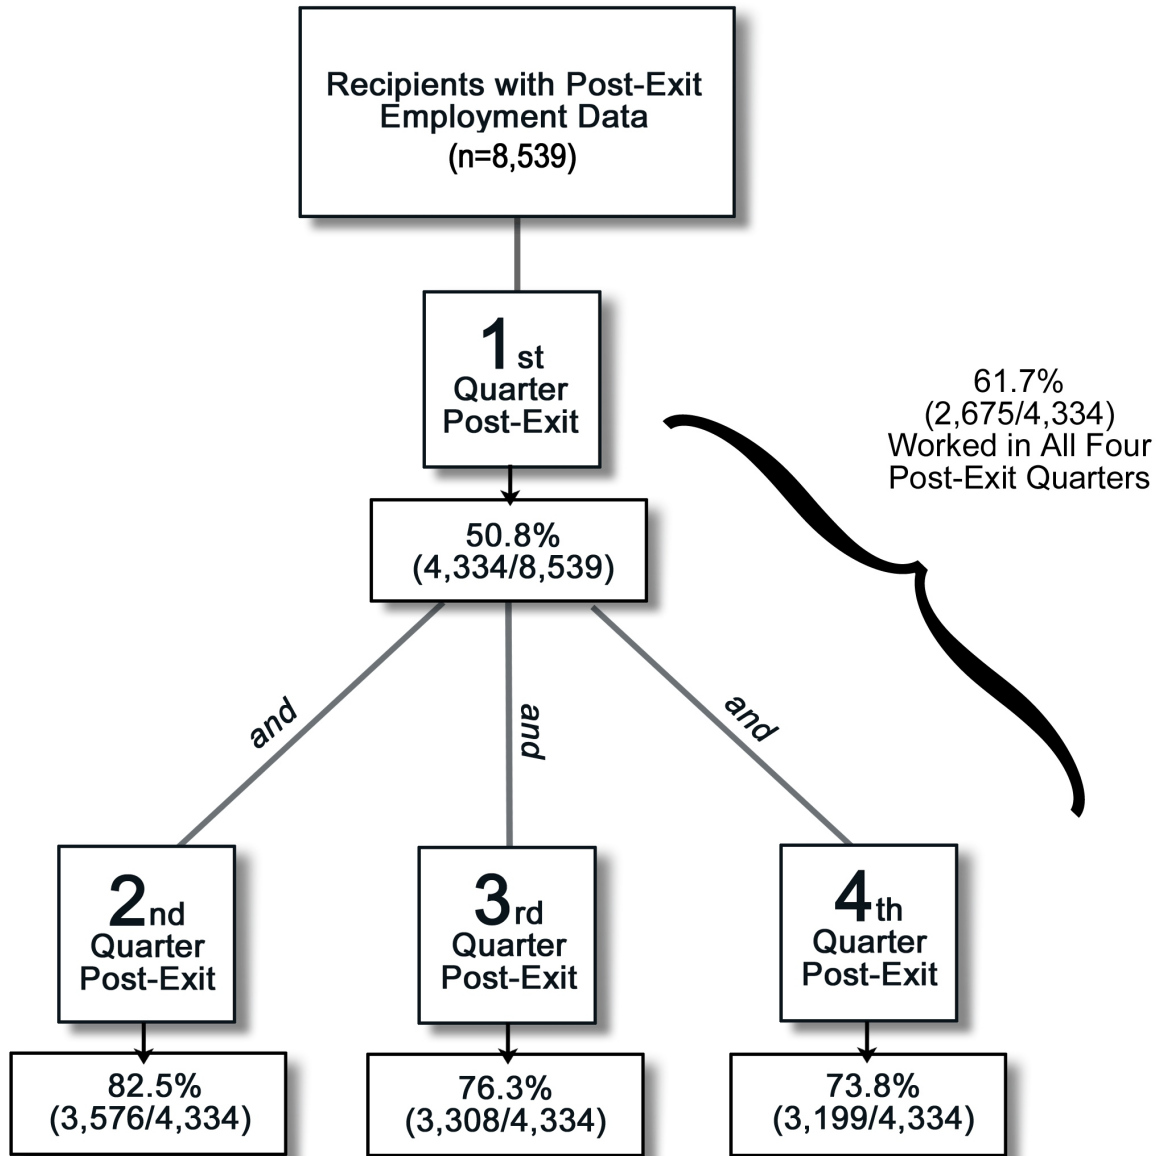 Recipients with Post-Exit
Employment Data
(n=8,539)
1st
Quarter
Post-Exit
61.7%
(2,675/4,334)
Worked in All Four
Post-Exit Quarters
50.8%
(4,334/8,539)
and
and
and
2nd
Quarter
Post-Exit
3rd
Quarter
Post-Exit
4th
Quarter
Post-Exit
82.5%
(3,576/4,334)
76.3%
(3,308/4,334)
73.8%
(3,199/4,334)